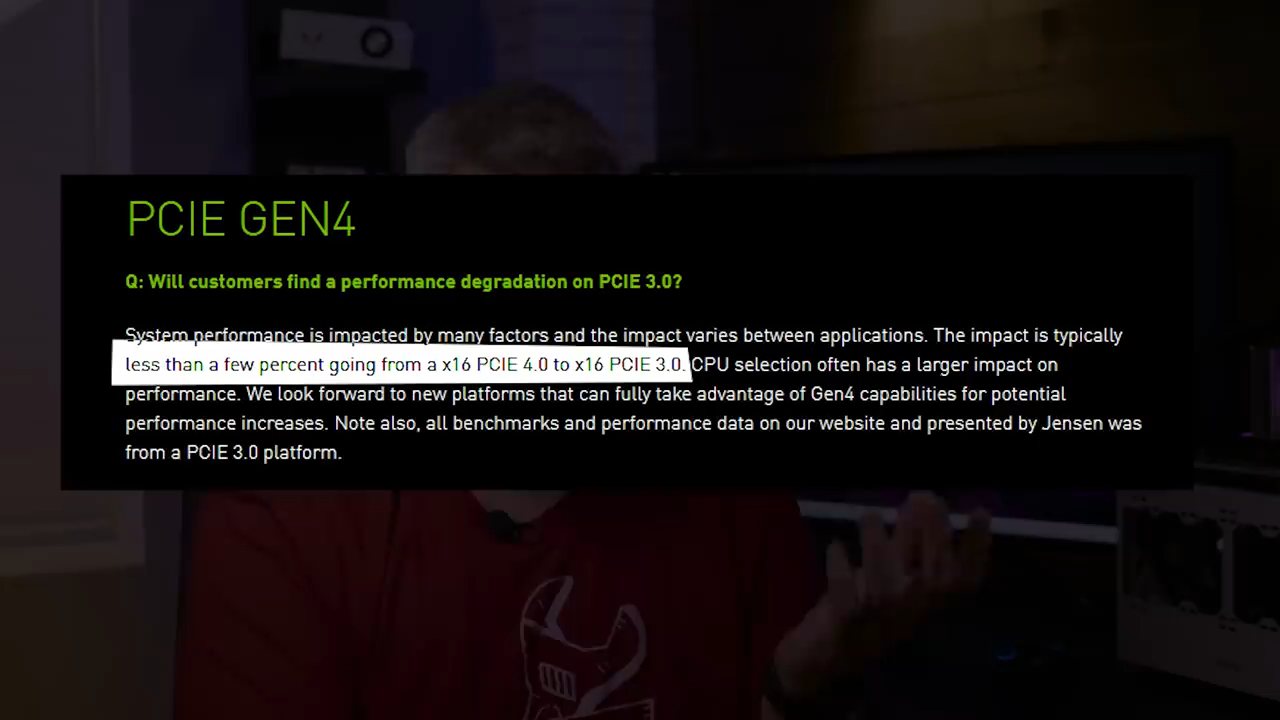 PCIE GEN4
Q: Will customers find a performance degradation on PCIE 3.0?
System performance is impacted by many factors and the impact varies between applications. The impact is typically
less than a few percent going from a x16 PCIE 4.0 to x16 PCIE 3.0. CPU selection often has a larger impact on
performance. We look forward to new platforms that can fully take advantage of Gen4 capabilities for potential
performance increases. Note also, all benchmarks and performance data on our website and presented by Jensen was
from a PCIE 3.0 platform.